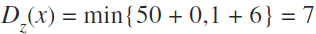 D_z(x) = min{50 + 0,1 + 6} = 7